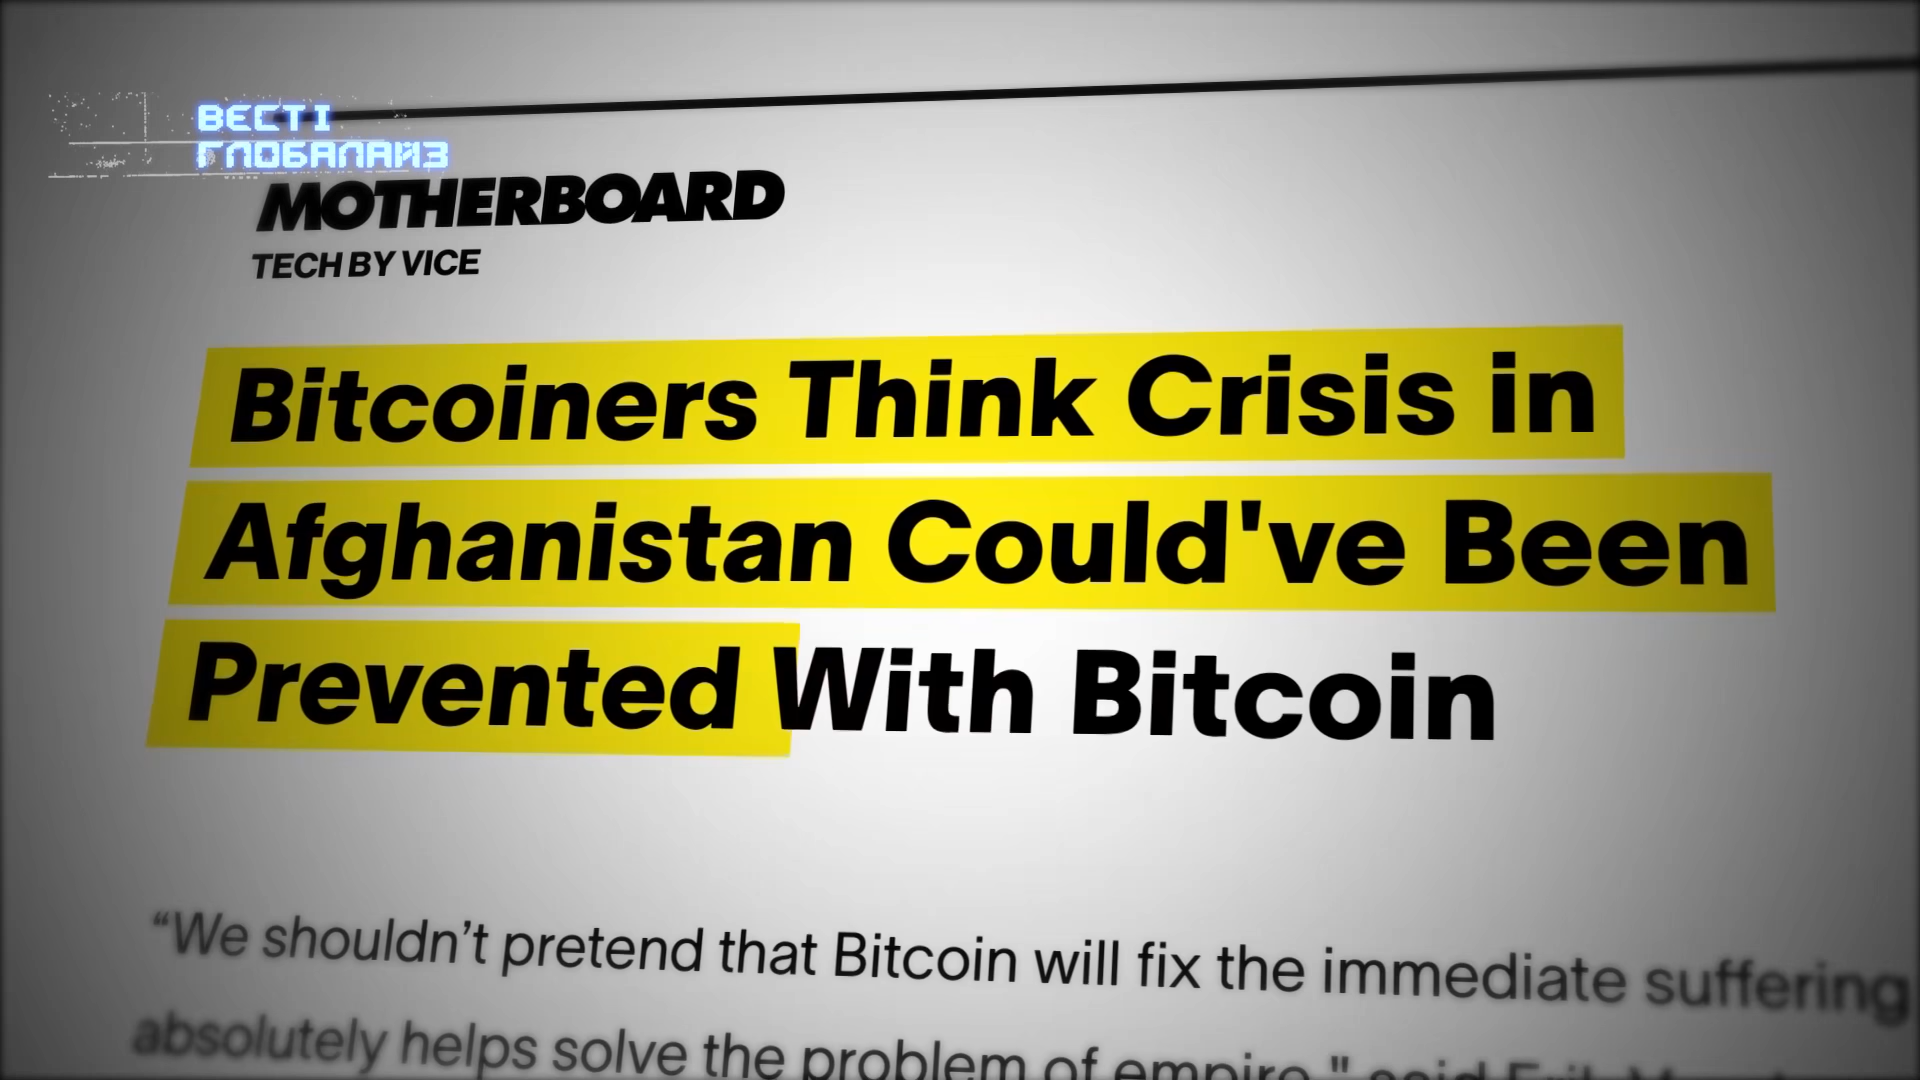 ВЕСТІ
ГЛОБАЛАЙЗ
MOTHERBOARD
TECH BY VICE
Bitcoiners Think Crisis in
Afghanistan Could've Been
Prevented With Bitcoin
“We shouldn’t pretend that Bitcoin will fix the immediate suffering
absolutely helps solve the problem of empire," said Erik